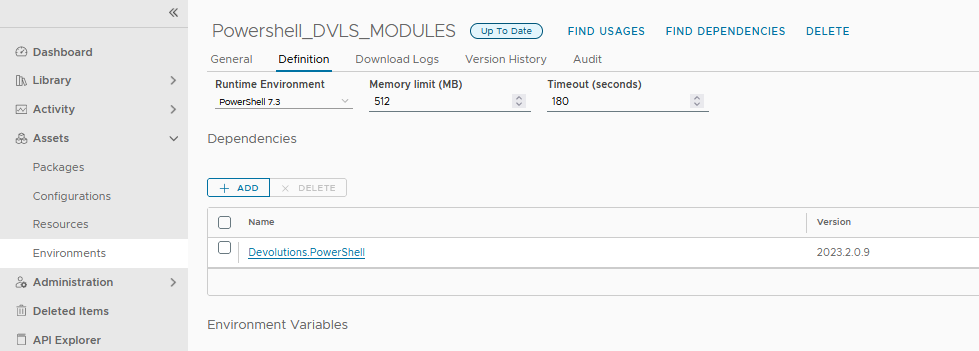 Powershell_DVLS_MODULES Up To Date FIND USAGES FIND DEPENDENCIES DELETE
General Definition Download Logs Version History Audit
Runtime Environment Memory limit (MB) Timeout (seconds)
PowerShell 7.3 512 180
Dependencies
ADD DELETE
Name Version
Devolutions.PowerShell 2023.2.0.9
Environment Variables
Dashboard
Library
Activity
Assets
Packages
Configurations
Resources
Environments
Administration
Deleted Items
API Explorer